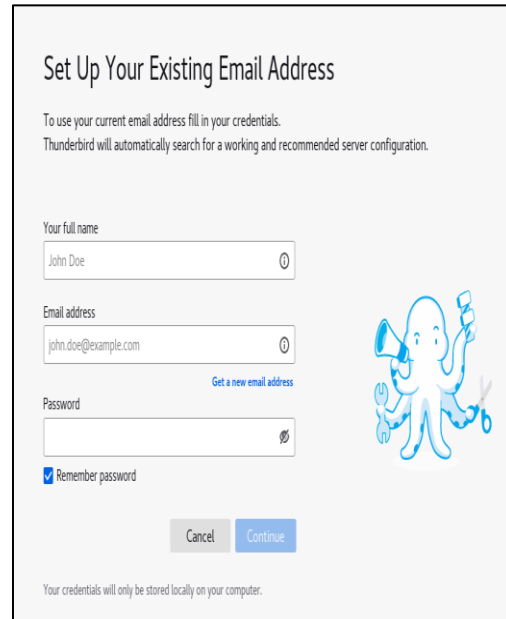 Set Up Your Existing Email Address
To use your current email address fill in your credentials.
Thunderbird will automatically search for a working and recommended server configuration.
Your full name
John Doe
Email address
john.doe@example.com
Get a new email address
Password
Remember password
Cancel Continue
Your credentials will only be stored locally on your computer.